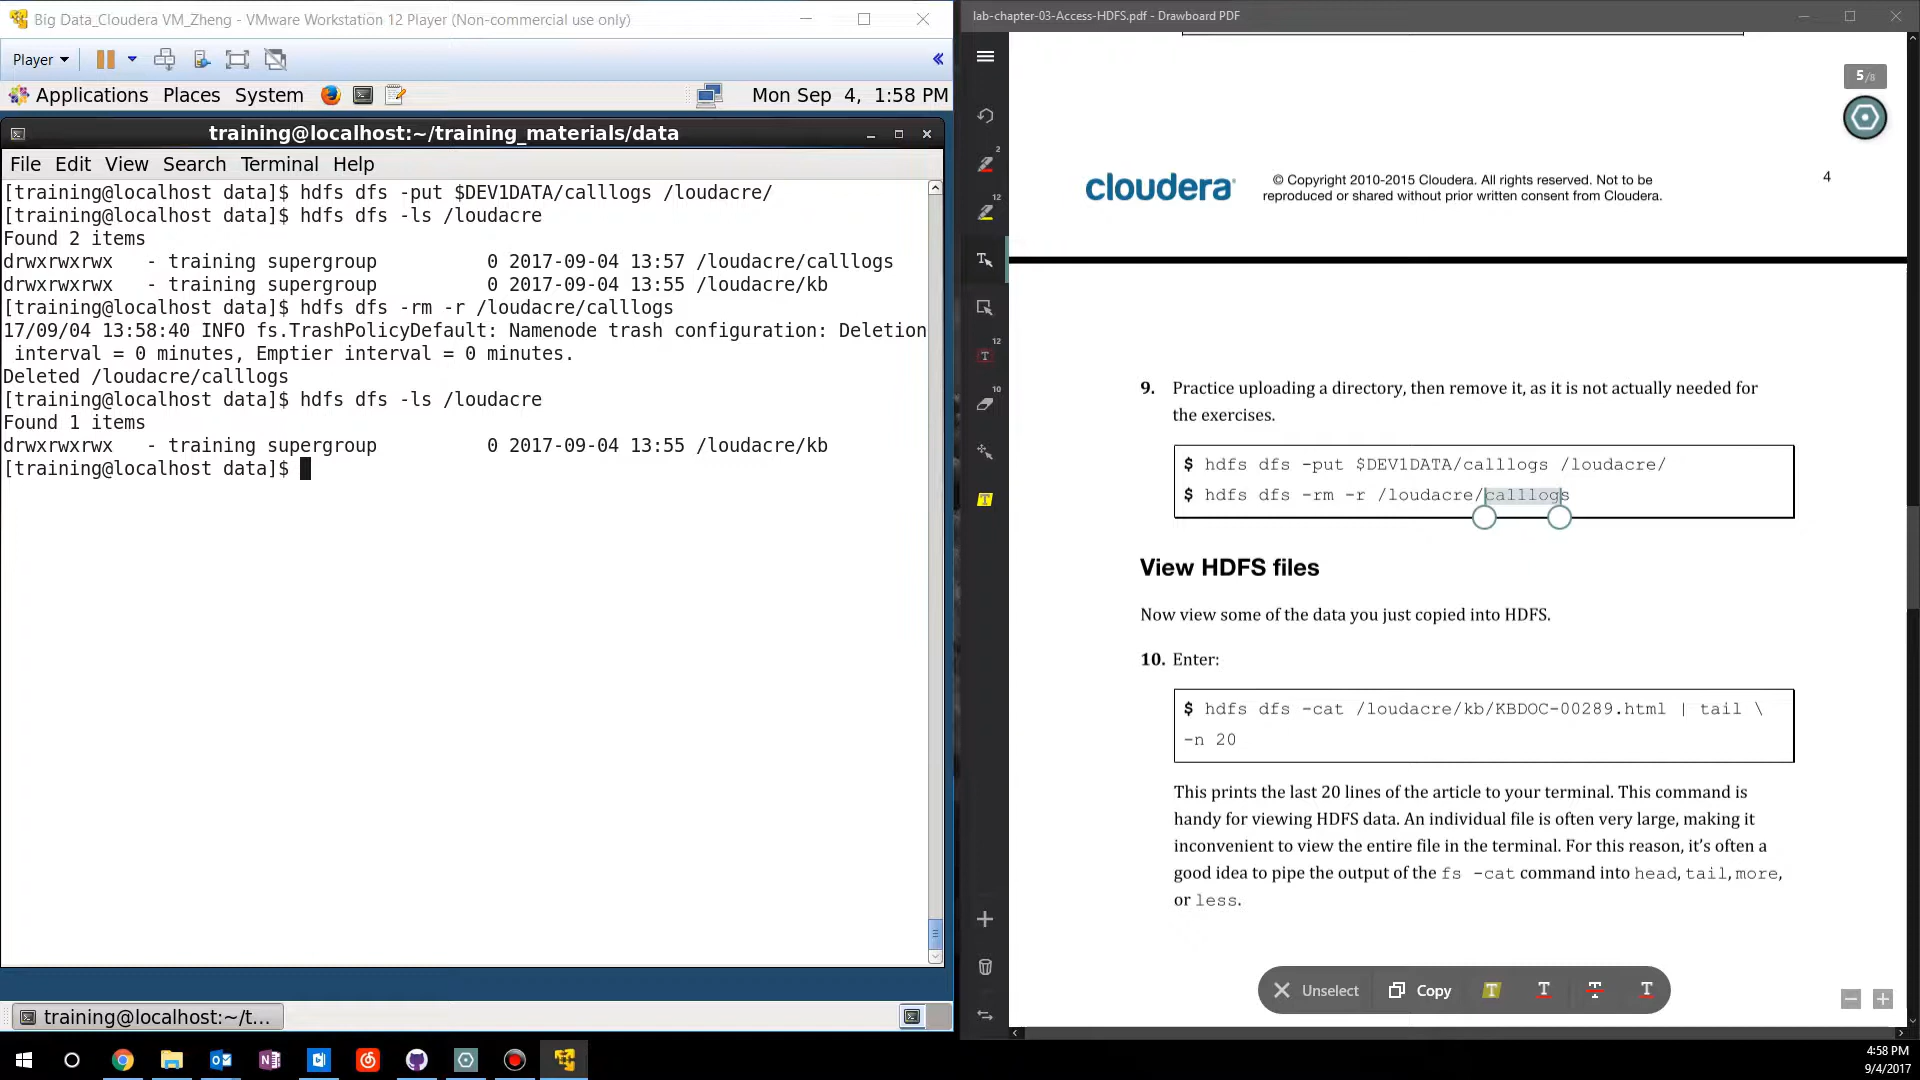 Big Data_Cloudera VM_Zheng - VMware Workstation 12 Player (Non-commercial use only)
Player
Applications Places System Mon Sep 4, 1:58 PM
training@localhost:~/training_materials/data
File Edit View Search Terminal Help
[training@localhost data]$ hdfs dfs -put $DEV1DATA/calllogs /loudacre/
[training@localhost data]$ hdfs dfs -ls /loudacre
Found 2 items
drwxrwxrwx   - training supergroup          0 2017-09-04 13:57 /loudacre/calllogs
drwxrwxrwx   - training supergroup          0 2017-09-04 13:55 /loudacre/kb
[training@localhost data]$ hdfs dfs -rm -r /loudacre/calllogs
17/09/04 13:58:40 INFO fs.TrashPolicyDefault: Namenode trash configuration: Deletion
 interval = 0 minutes, Emptier interval = 0 minutes.
Deleted /loudacre/calllogs
[training@localhost data]$ hdfs dfs -ls /loudacre
Found 1 items
drwxrwxrwx   - training supergroup          0 2017-09-04 13:55 /loudacre/kb
[training@localhost data]$
training@localhost:~/t...
lab-chapter-03-Access-HDFS.pdf - Drawboard PDF
5/8
2
12
12
10
cloudera
© Copyright 2010-2015 Cloudera. All rights reserved. Not to be
reproduced or shared without prior written consent from Cloudera.
4
9. Practice uploading a directory, then remove it, as it is not actually needed for
the exercises.
$ hdfs dfs -put $DEV1DATA/calllogs /loudacre/
$ hdfs dfs -rm -r /loudacre/calllogs
View HDFS files
Now view some of the data you just copied into HDFS.
10. Enter:
$ hdfs dfs -cat /loudacre/kb/KBDOC-00289.html | tail \
-n 20
This prints the last 20 lines of the article to your terminal. This command is
handy for viewing HDFS data. An individual file is often very large, making it
inconvenient to view the entire file in the terminal. For this reason, it’s often a
good idea to pipe the output of the fs -cat command into head, tail, more,
or less.
Unselect Copy T T T T
4:58 PM
9/4/2017